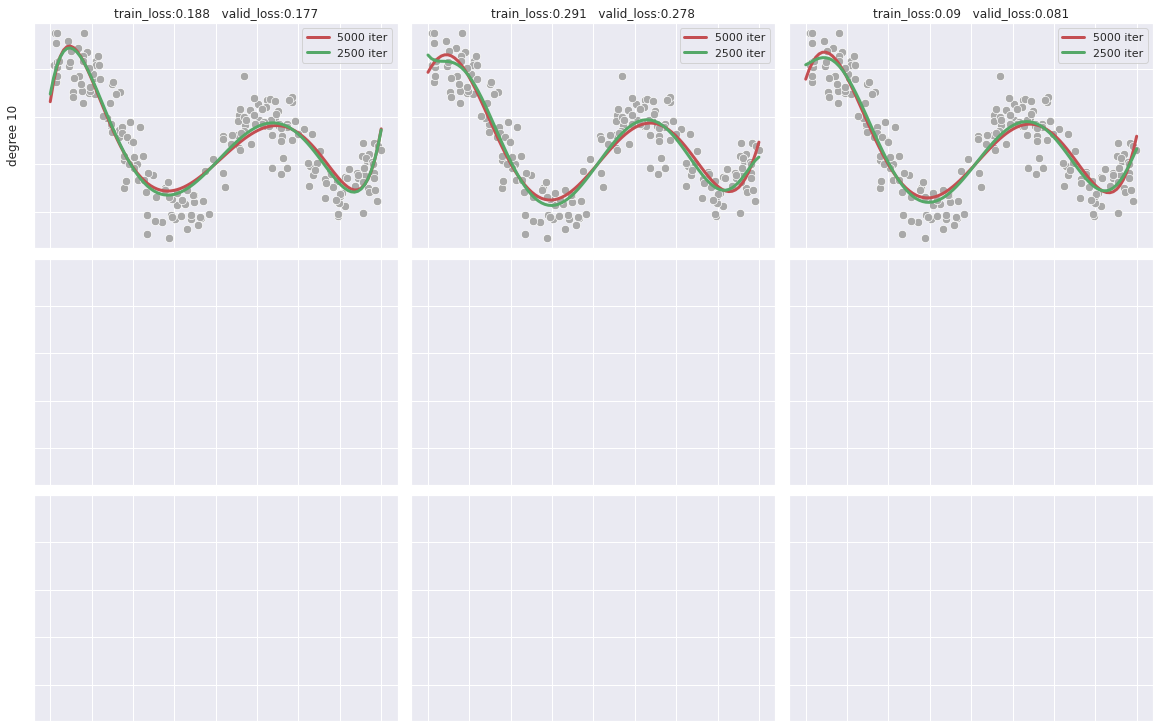 train_loss:0.188 valid_loss:0.177
train_loss:0.291 valid_loss:0.278
train_loss:0.09 valid_loss:0.081
degree 10
5000 iter
2500 iter
5000 iter
2500 iter
5000 iter
2500 iter